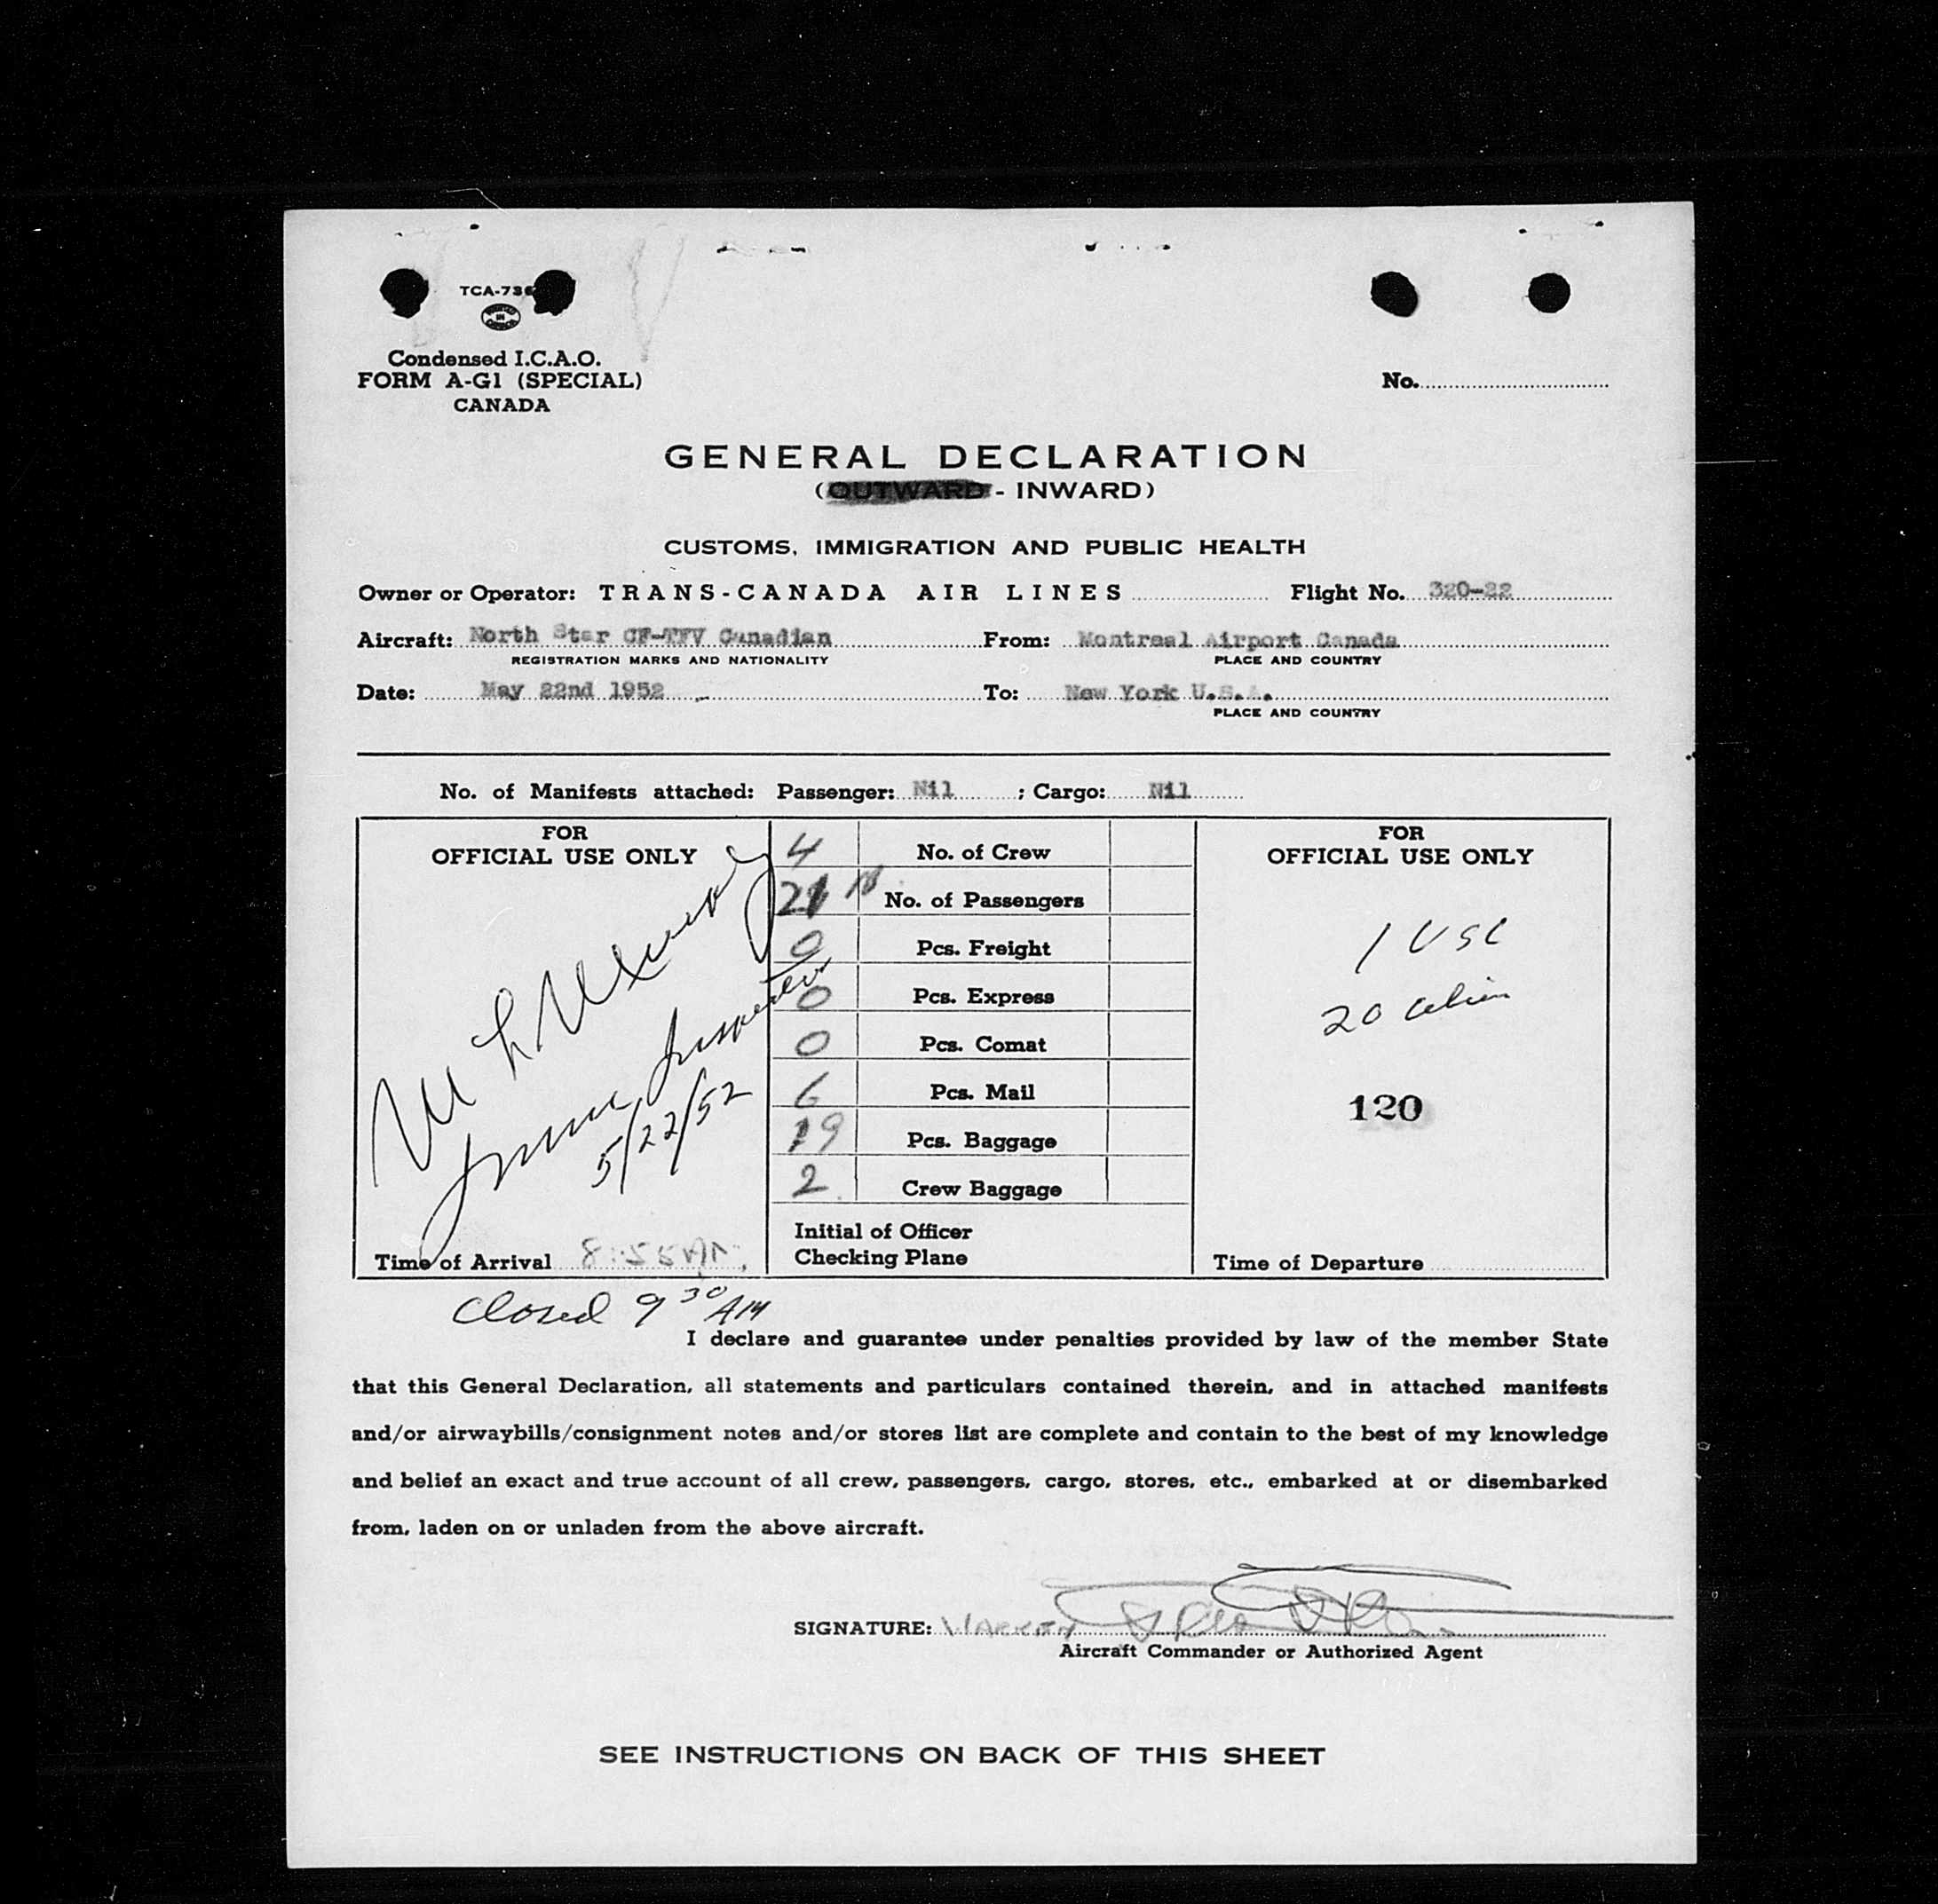 TCA-736
Condensed I.C.A.O.
FORM A-G1 (SPECIAL)
CANADA
No.
GENERAL DECLARATION
(OUTWARD - INWARD)
CUSTOMS, IMMIGRATION AND PUBLIC HEALTH
Owner or Operator: TRANS-CANADA AIR LINES Flight No. 320-22
Aircraft: North Star CF-TFV Canadian From: Montreal Airport Canada
REGISTRATION MARKS AND NATIONALITY PLACE AND COUNTRY
Date: May 22nd 1952 To: New York U.S.A.
PLACE AND COUNTRY
No. of Manifests attached: Passenger: Nil ; Cargo: Nil
FOR
OFFICIAL USE ONLY
5/22/52
Time of Arrival
4 No. of Crew
21 No. of Passengers
0 Pcs. Freight
0 Pcs. Express
0 Pcs. Comat
6 Pcs. Mail
19 Pcs. Baggage
2 Crew Baggage
Initial of Officer
Checking Plane
FOR
OFFICIAL USE ONLY
1 USC
20 alien
120
Time of Departure
Closed 9 30 AM
I declare and guarantee under penalties provided by law of the member State
that this General Declaration, all statements and particulars contained therein, and in attached manifests
and/or airwaybills/consignment notes and/or stores list are complete and contain to the best of my knowledge
and belief an exact and true account of all crew, passengers, cargo, stores, etc., embarked at or disembarked
from, laden on or unladen from the above aircraft.
SIGNATURE:
Aircraft Commander or Authorized Agent
SEE INSTRUCTIONS ON BACK OF THIS SHEET